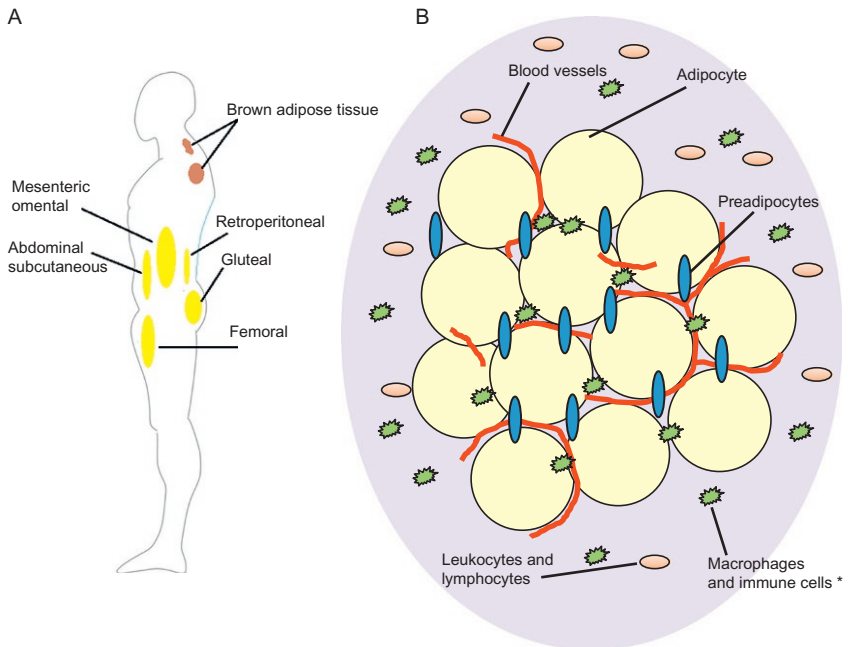 A
Brown adipose tissue
Mesenteric
omental
Abdominal
subcutaneous
Retroperitoneal
Gluteal
Femoral
B
Blood vessels
Adipocyte
Preadipocytes
Leukocytes and
lymphocytes
Macrophages
and immune cells *